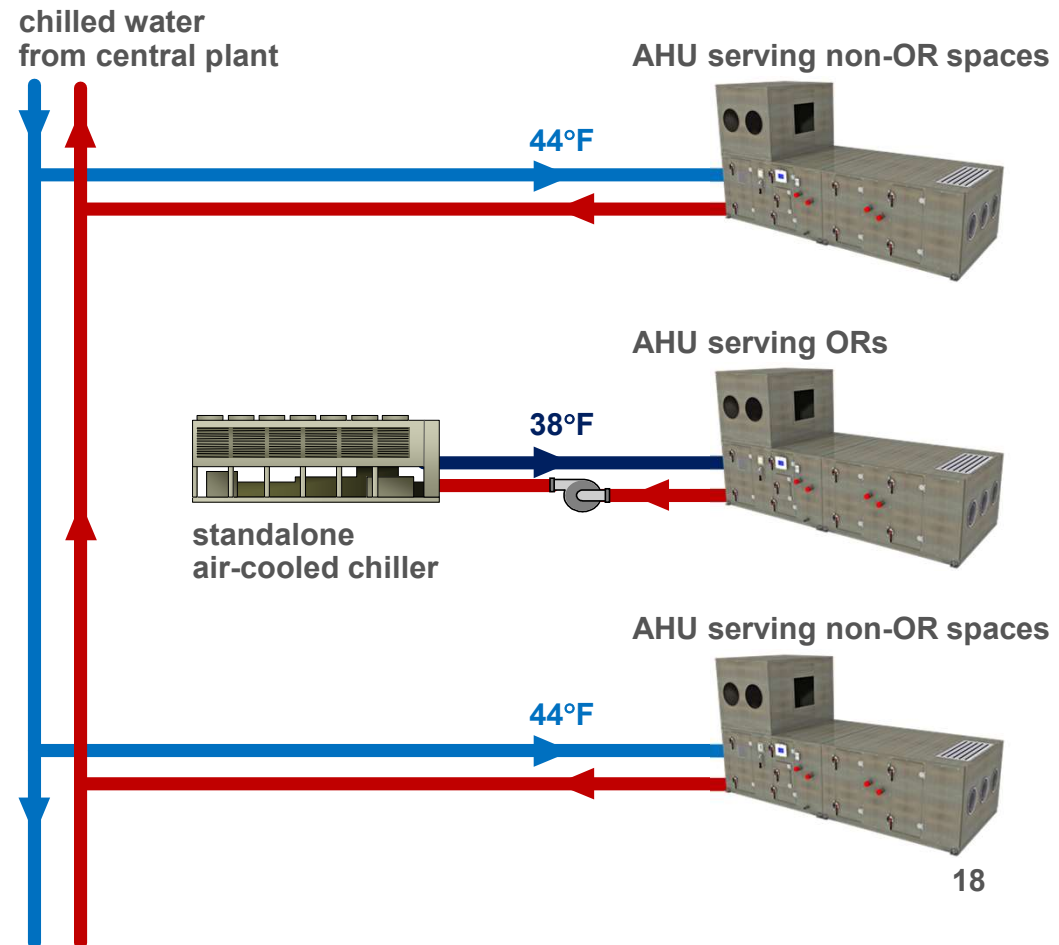 chilled water
from central plant
AHU serving non-OR spaces
44°F
AHU serving ORs
38°F
standalone
air-cooled chiller
AHU serving non-OR spaces
44°F
18